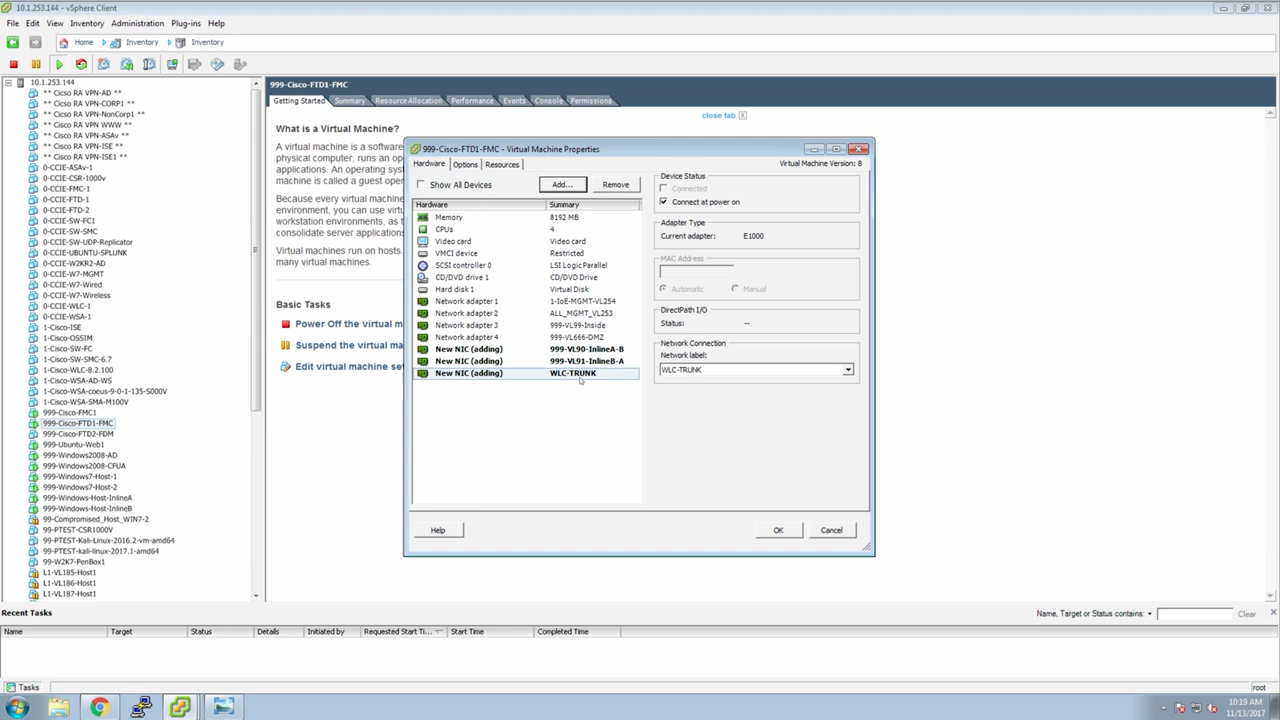 10.1.253.144 - vSphere Client
File Edit View Inventory Administration Plug-ins Help
Home Inventory Inventory
10.1.253.144
** Cicso RA VPN-AD **
** Cisco RA VPN-CORP1 **
** Cisco RA VPN-NonCorp1 **
** Cisco RA VPN WWW **
** Cisco RA VPN-ASAv **
** Cisco RA VPN-ISE **
** Cisco RA VPN-ISE1 **
0-CCIE-ASAv-1
0-CCIE-CSR-1000v
0-CCIE-FMC-1
0-CCIE-FTD-1
0-CCIE-FTD-2
0-CCIE-SW-FC1
0-CCIE-SW-SMC
0-CCIE-SW-UDP-Replicator
0-CCIE-UBUNTU-SPLUNK
0-CCIE-W2KR2-AD
0-CCIE-W7-MGMT
0-CCIE-W7-Wired
0-CCIE-W7-Wireless
0-CCIE-WLC-1
0-CCIE-WSA-1
1-Cisco-ISE
1-Cisco-OSSIM
1-Cisco-SW-FC
1-Cisco-SW-SMC-6.7
1-Cisco-WLC-8.2.100
1-Cisco-WSA-AD-WS
1-Cisco-WSA-coeus-9-0-1-135-S000V
1-Cisco-WSA-SMA-M100V
999-Cisco-FMC1
999-Cisco-FTD1-FMC
999-Cisco-FTD2-FDM
999-Ubuntu-Web1
999-Windows2008-AD
999-Windows2008-CFUA
999-Windows7-Host-1
999-Windows7-Host-2
999-Windows-Host-InlineA
999-Windows-Host-InlineB
99-Compromised_Host_WIN7-2
99-PTEST-CSR1000V
99-PTEST-Kali-Linux-2016.2-vm-amd64
99-PTEST-kali-linux-2017.1-amd64
99-W2K7-PenBox1
L1-VL185-Host1
L1-VL186-Host1
L1-VL187-Host1
999-Cisco-FTD1-FMC
Getting Started Summary Resource Allocation Performance Events Console Permissions
close tab
What is a Virtual Machine?
A virtual machine is a software
physical computer, runs an op
applications. An operating sys
machine is called a guest oper
Because every virtual machine
environment, you can use virtu
workstation environments, as t
consolidate server application
Virtual machines run on hosts.
many virtual machines.
Basic Tasks
Power Off the virtual m
Suspend the virtual ma
Edit virtual machine set
999-Cisco-FTD1-FMC - Virtual Machine Properties
Hardware Options Resources
Virtual Machine Version: 8
Show All Devices Add... Remove
Hardware Summary
Memory 8192 MB
CPUs 4
Video card Video card
VMCI device Restricted
SCSI controller 0 LSI Logic Parallel
CD/DVD drive 1 CD/DVD Drive
Hard disk 1 Virtual Disk
Network adapter 1 1-IoE-MGMT-VL254
Network adapter 2 ALL_MGMT_VL253
Network adapter 3 999-VL99-Inside
Network adapter 4 999-VL666-DMZ
New NIC (adding) 999-VL90-InlineA-B
New NIC (adding) 999-VL91-InlineB-A
New NIC (adding) WLC-TRUNK
Device Status
Connected
Connect at power on
Adapter Type
Current adapter: E1000
MAC Address
Automatic Manual
DirectPath I/O
Status: --
Network Connection
Network label:
WLC-TRUNK
Help OK Cancel
Recent Tasks
Name, Target or Status contains: Clear
Name Target Status Details Initiated by Requested Start Ti... Start Time Completed Time
Tasks root
10:19 AM
11/13/2017